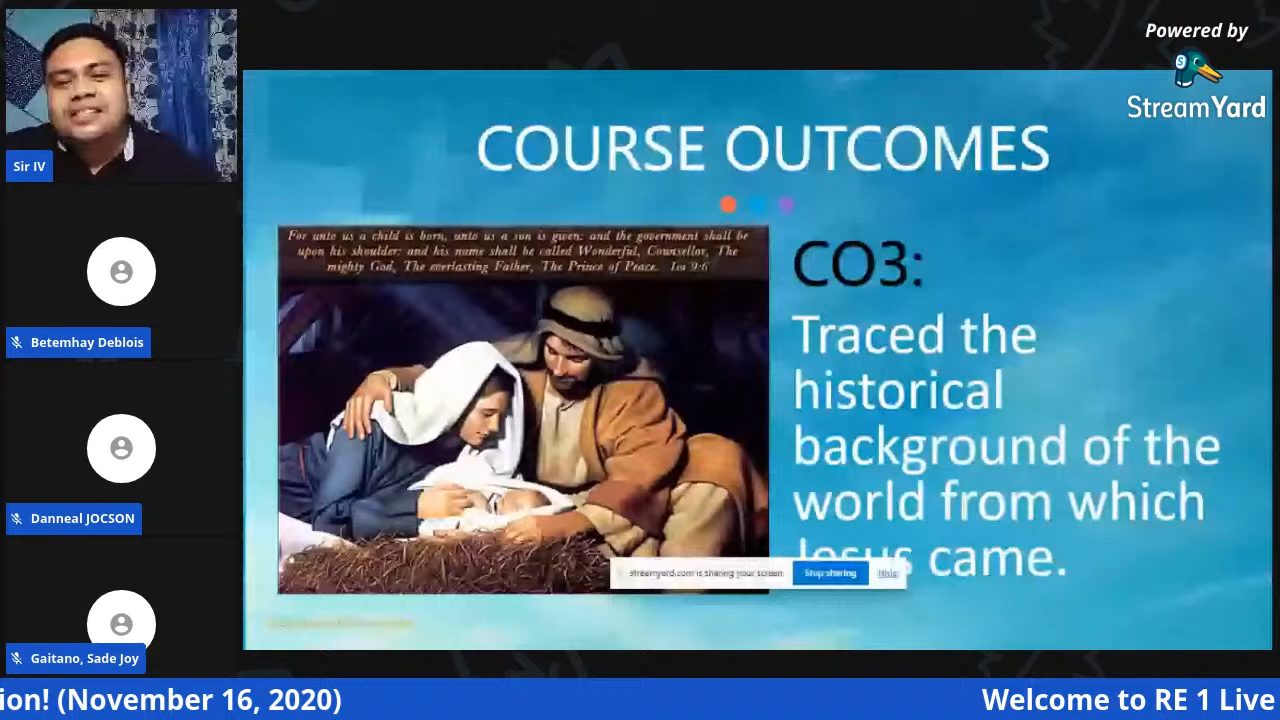 Powered by
StreamYard
Sir IV
Betemhay Deblois
Danneal JOCSON
Gaitano, Sade Joy
COURSE OUTCOMES
For unto us a child is born, unto us a son is given: and the government shall be
upon his shoulder: and his name shall be called Wonderful, Counsellor, The
mighty God, The everlasting Father, The Prince of Peace. Isa 9:6
CO3:
Traced the
historical
background of the
world from which
Jesus came.
streamyard.com is sharing your screen. Stop sharing Hide
ion! (November 16, 2020) Welcome to RE 1 Live